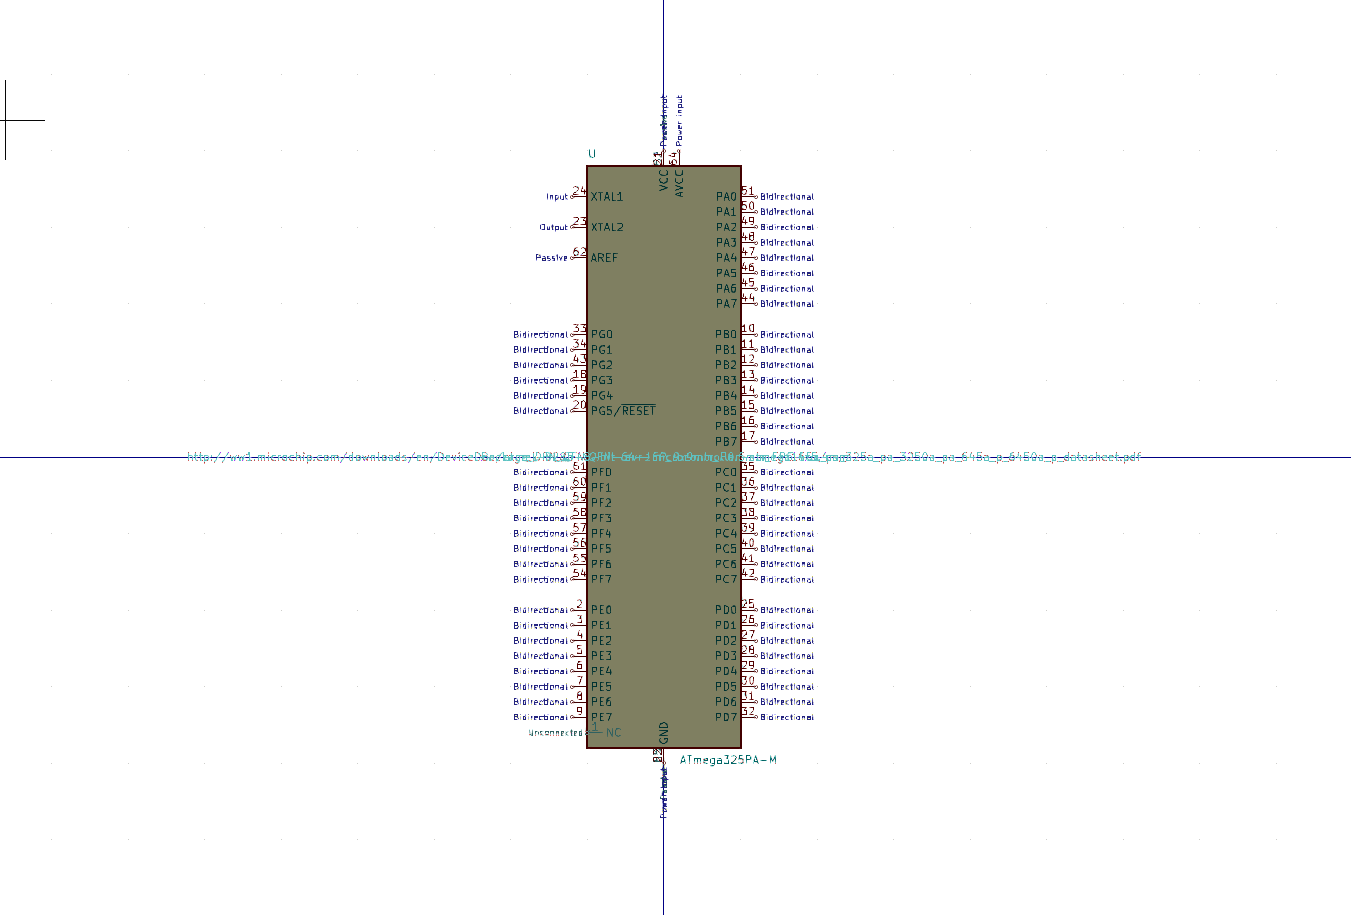 Power input
U
64
VCC
AVCC
Input 24 XTAL1
PA0 51 Bidirectional
PA1 50 Bidirectional
Output 23 XTAL2
PA2 49 Bidirectional
PA3 48 Bidirectional
Passive 62 AREF
PA4 47 Bidirectional
PA5 46 Bidirectional
PA6 45 Bidirectional
PA7 44 Bidirectional
Bidirectional 33 PG0
PB0 10 Bidirectional
Bidirectional 34 PG1
PB1 11 Bidirectional
Bidirectional 43 PG2
PB2 12 Bidirectional
Bidirectional 18 PG3
PB3 13 Bidirectional
Bidirectional 19 PG4
PB4 14 Bidirectional
Bidirectional 20 PG5/RESET
PB5 15 Bidirectional
PB6 16 Bidirectional
PB7 17 Bidirectional
Bidirectional 61 PF0
PC0 35 Bidirectional
Bidirectional 60 PF1
PC1 36 Bidirectional
Bidirectional 59 PF2
PC2 37 Bidirectional
Bidirectional 58 PF3
PC3 38 Bidirectional
Bidirectional 57 PF4
PC4 39 Bidirectional
Bidirectional 56 PF5
PC5 40 Bidirectional
Bidirectional 55 PF6
PC6 41 Bidirectional
Bidirectional 54 PF7
PC7 42 Bidirectional
Bidirectional 2 PE0
PD0 25 Bidirectional
Bidirectional 3 PE1
PD1 26 Bidirectional
Bidirectional 4 PE2
PD2 27 Bidirectional
Bidirectional 5 PE3
PD3 28 Bidirectional
Bidirectional 6 PE4
PD4 29 Bidirectional
Bidirectional 7 PE5
PD5 30 Bidirectional
Bidirectional 8 PE6
PD6 31 Bidirectional
Bidirectional 9 PE7
PD7 32 Bidirectional
Unconnected 1 NC
GND
ATmega325PA-M